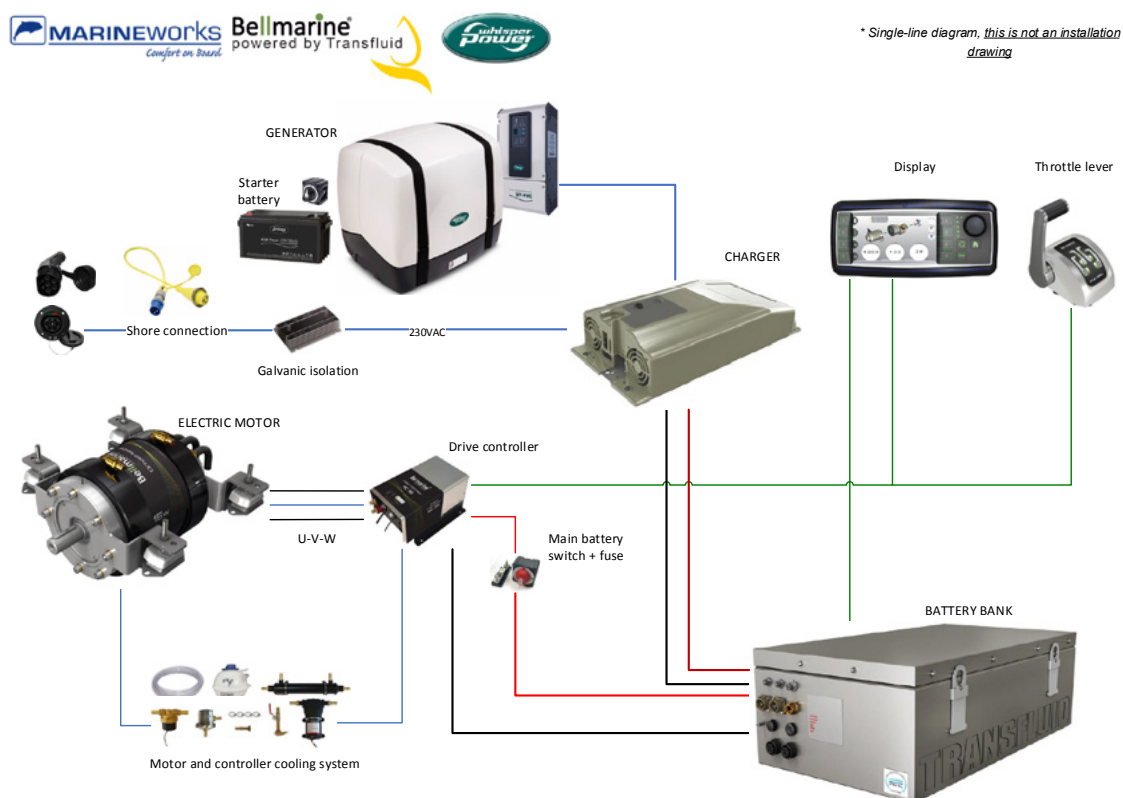 MARINEWORKS
Comfort on Board
Bellmarine®
powered by Transfluid
whisper
Power
* Single-line diagram, this is not an installation
drawing
GENERATOR
Starter
battery
Display
Throttle lever
CHARGER
Shore connection
230VAC
Galvanic isolation
ELECTRIC MOTOR
Bellmarine
Drive controller
U-V-W
Main battery
switch + fuse
BATTERY BANK
TRANSFLUID
Motor and controller cooling system